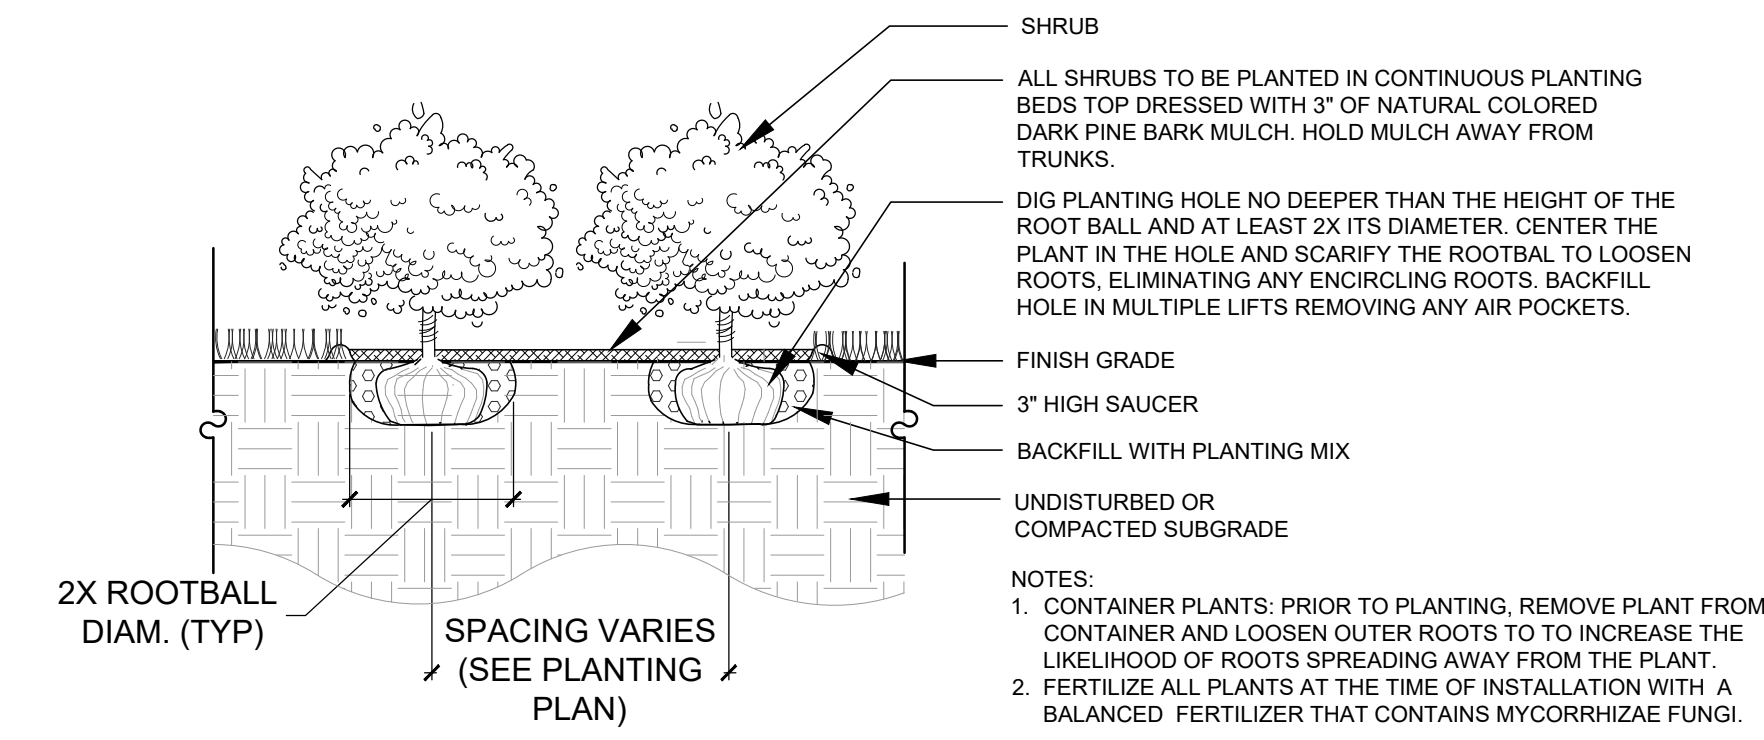 SHRUB
ALL SHRUBS TO BE PLANTED IN CONTINUOUS PLANTING
BEDS TOP DRESSED WITH 3" OF NATURAL COLORED
DARK PINE BARK MULCH. HOLD MULCH AWAY FROM
TRUNKS.
DIG PLANTING HOLE NO DEEPER THAN THE HEIGHT OF THE
ROOT BALL AND AT LEAST 2X ITS DIAMETER. CENTER THE
PLANT IN THE HOLE AND SCARIFY THE ROOTBAL TO LOOSEN
ROOTS, ELIMINATING ANY ENCIRCLING ROOTS. BACKFILL
HOLE IN MULTIPLE LIFTS REMOVING ANY AIR POCKETS.
FINISH GRADE
3" HIGH SAUCER
BACKFILL WITH PLANTING MIX
UNDISTURBED OR
COMPACTED SUBGRADE
2X ROOTBALL
DIAM. (TYP)
SPACING VARIES
(SEE PLANTING
PLAN)
NOTES:
1. CONTAINER PLANTS: PRIOR TO PLANTING, REMOVE PLANT FROM
CONTAINER AND LOOSEN OUTER ROOTS TO TO INCREASE THE
LIKELIHOOD OF ROOTS SPREADING AWAY FROM THE PLANT.
2. FERTILIZE ALL PLANTS AT THE TIME OF INSTALLATION WITH A
BALANCED FERTILIZER THAT CONTAINS MYCORRHIZAE FUNGI.